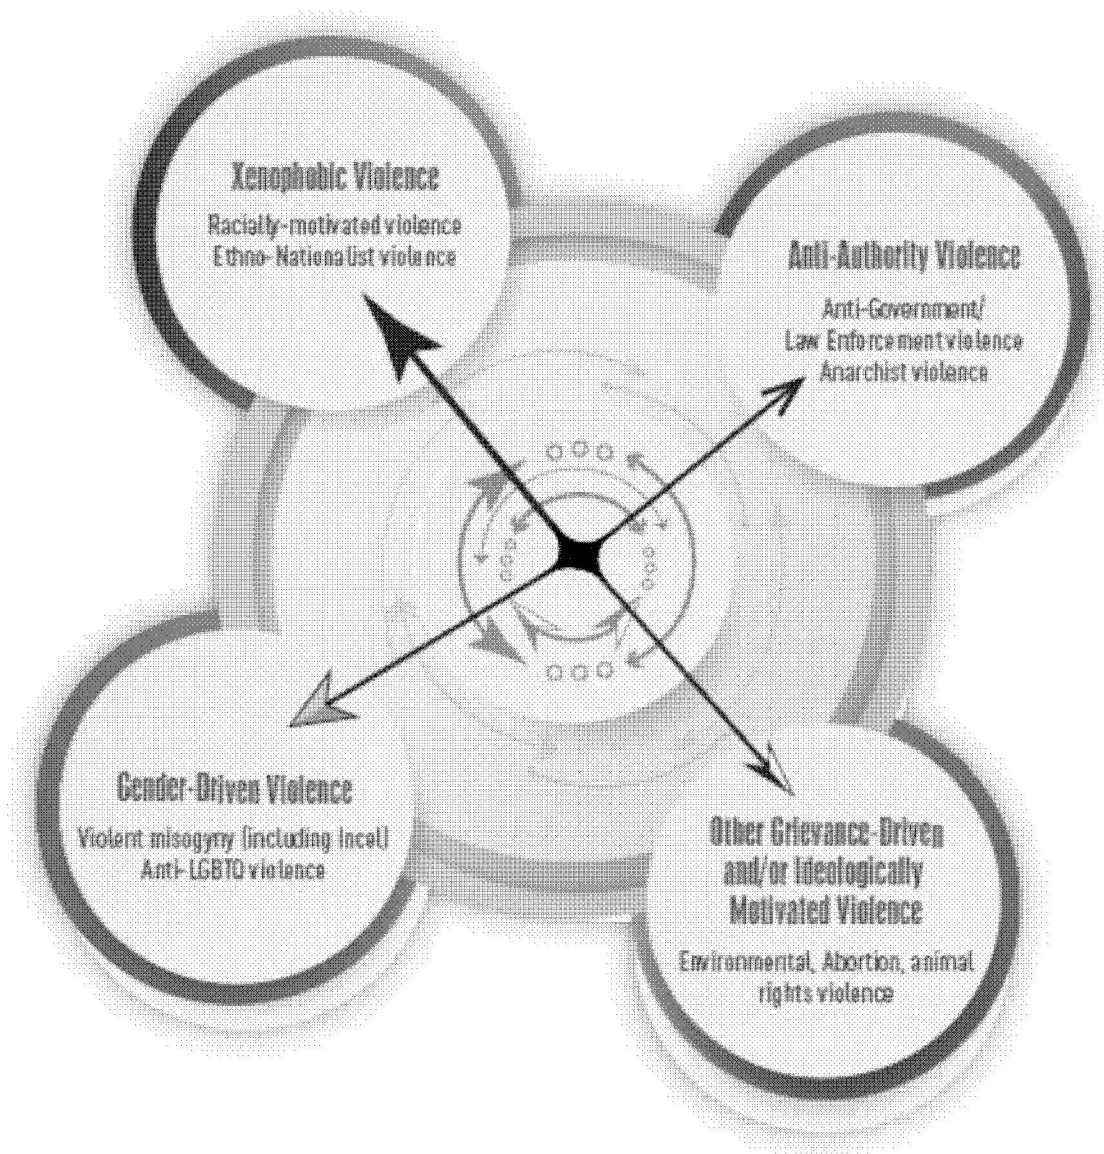 Xenophobic Violence
Racially-motivated violence
Ethno-Nationalist violence
Anti-Authority Violence
Anti-Government/
Law Enforcement violence
Anarchist violence
Gender-Driven Violence
Violent misogyny (including Incel)
Anti-LGBTQ violence
Other Grievance-Driven
and/or Ideologically
Motivated Violence
Environmental, Abortion, animal
rights violence